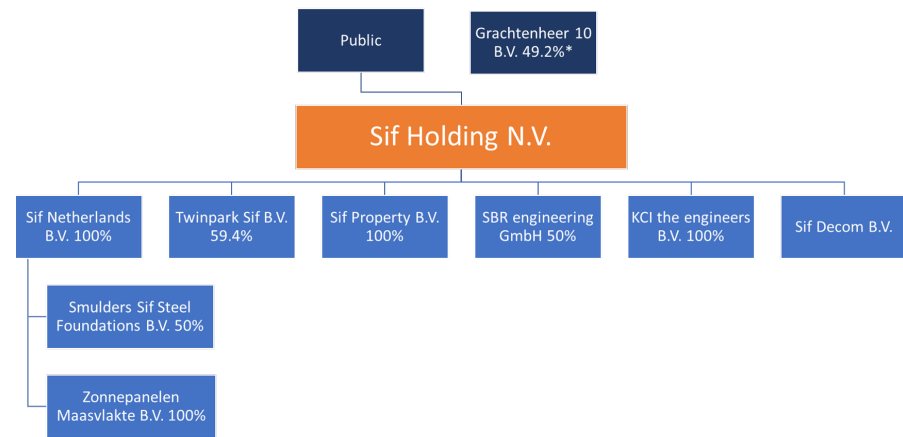 Public
Grachtenheer 10
B.V. 49.2%*
Sif Holding N.V.
Sif Netherlands
B.V. 100%
Twinpark Sif B.V.
59.4%
Sif Property B.V.
100%
SBR engineering
GmbH 50%
KCI the engineers
B.V. 100%
Sif Decom B.V.
Smulders Sif Steel
Foundations B.V. 50%
Zonnepanelen
Maasvlakte B.V. 100%